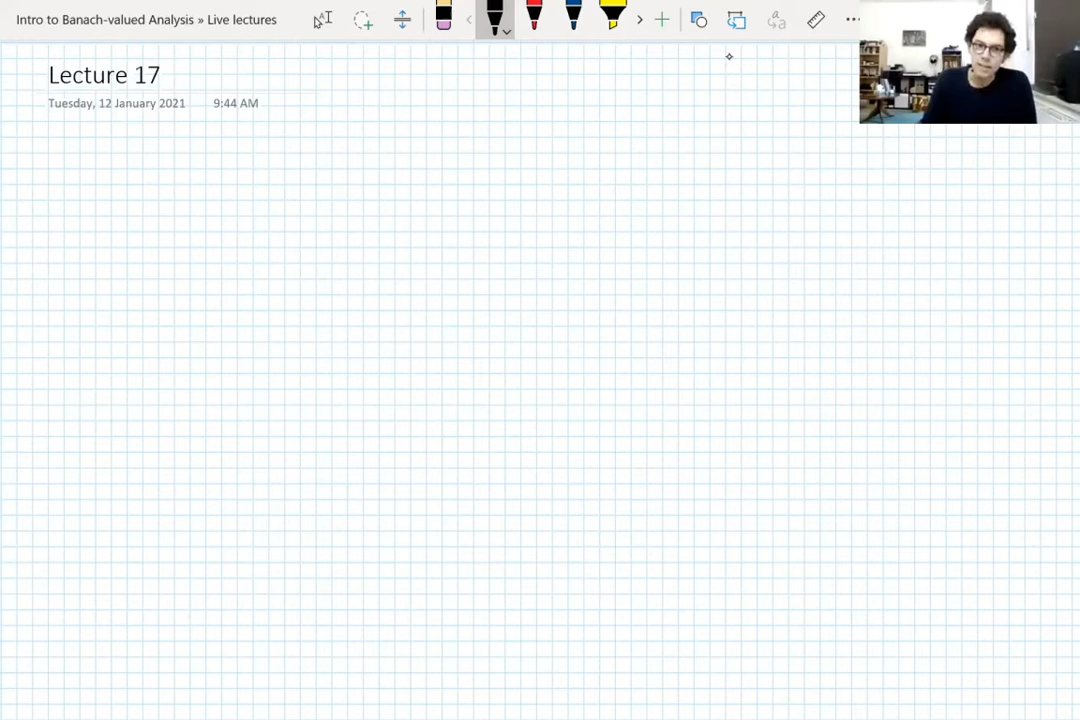 Intro to Banach-valued Analysis » Live lectures
Lecture 17
Tuesday, 12 January 2021 9:44 AM